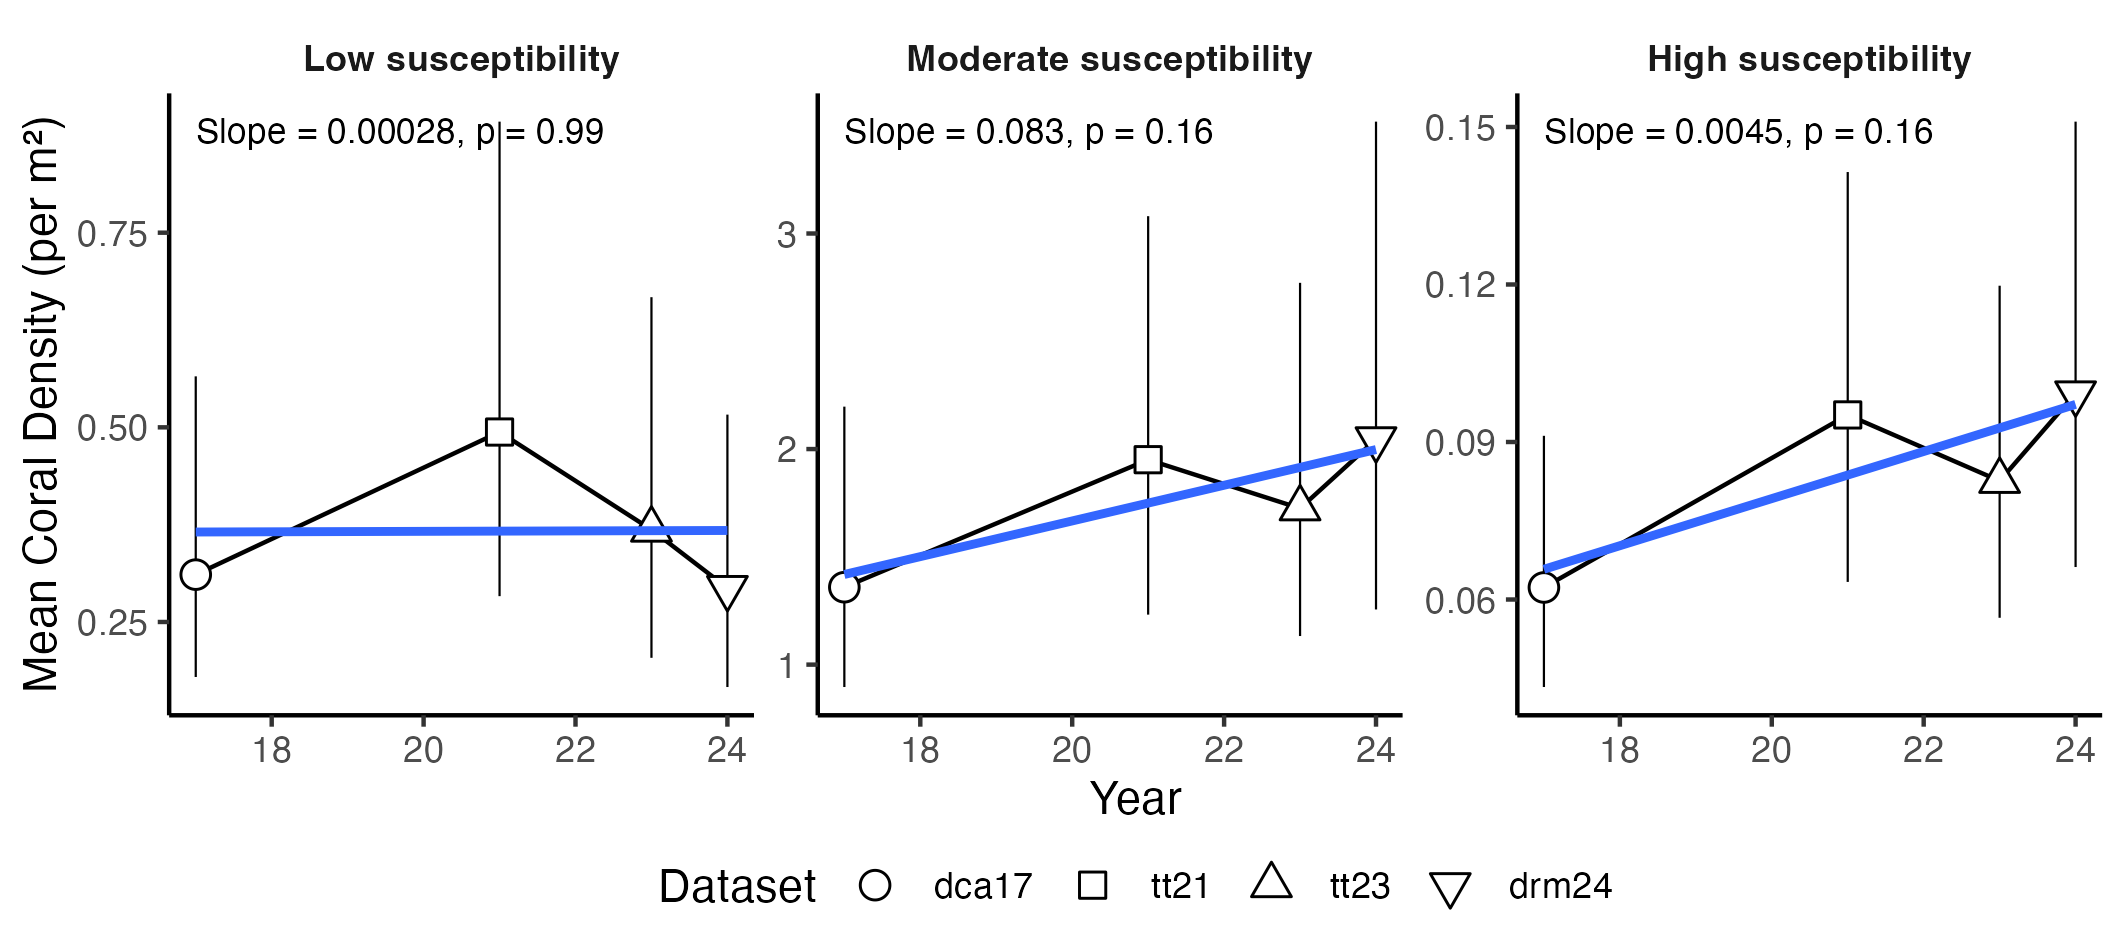 Low susceptibility
Moderate susceptibility
High susceptibility
Mean Coral Density (per m²)
Slope = 0.00028, p = 0.99
0.75
0.50
0.25
18 20 22 24
Slope = 0.083, p = 0.16
3
2
1
18 20 22 24
Slope = 0.0045, p = 0.16
0.15
0.12
0.09
0.06
18 20 22 24
Year
Dataset dca17 tt21 tt23 drm24